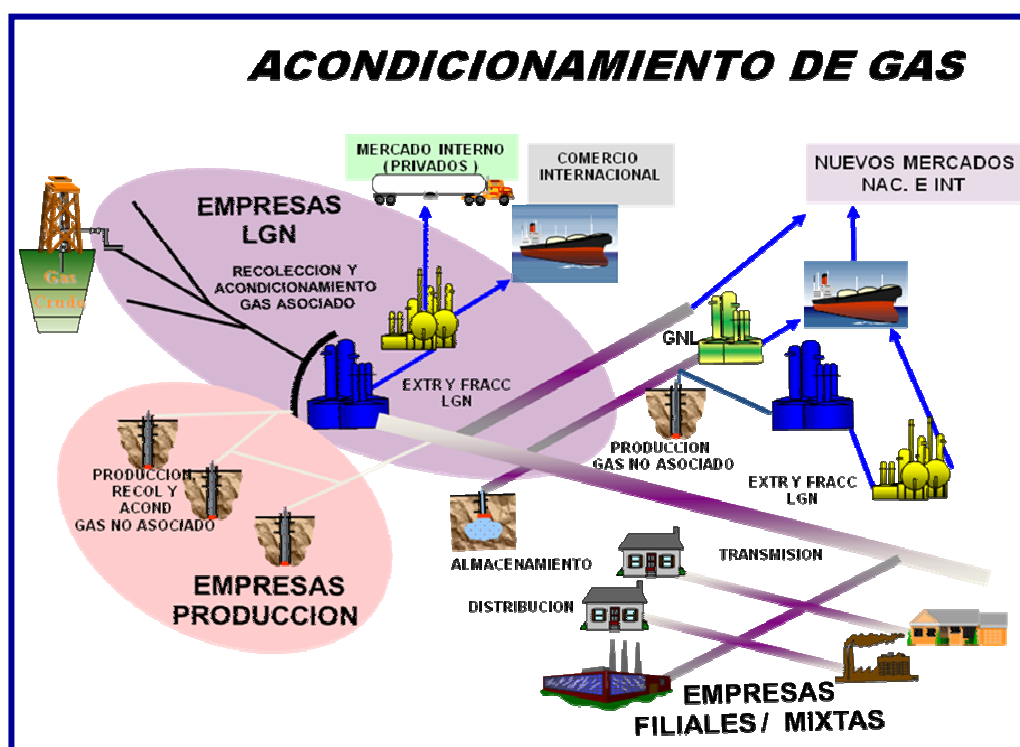 ACONDICIONAMIENTO DE GAS
MERCADO INTERNO
(PRIVADOS)
COMERCIO
INTERNACIONAL
NUEVOS MERCADOS
NAC. E INT
EMPRESAS
LGN
RECOLECCION Y
ACONDICIONAMIENTO
GAS ASOCIADO
Gas
Crudo
GNL
EXTR Y FRACC
LGN
PRODUCCION
GAS NO ASOCIADO
EXTR Y FRACC
LGN
PRODUCCION,
RECOL Y
ACOND
GAS NO ASOCIADO
EMPRESAS
PRODUCCION
ALMACENAMIENTO
TRANSMISION
DISTRIBUCION
EMPRESAS
FILIALES / MIXTAS